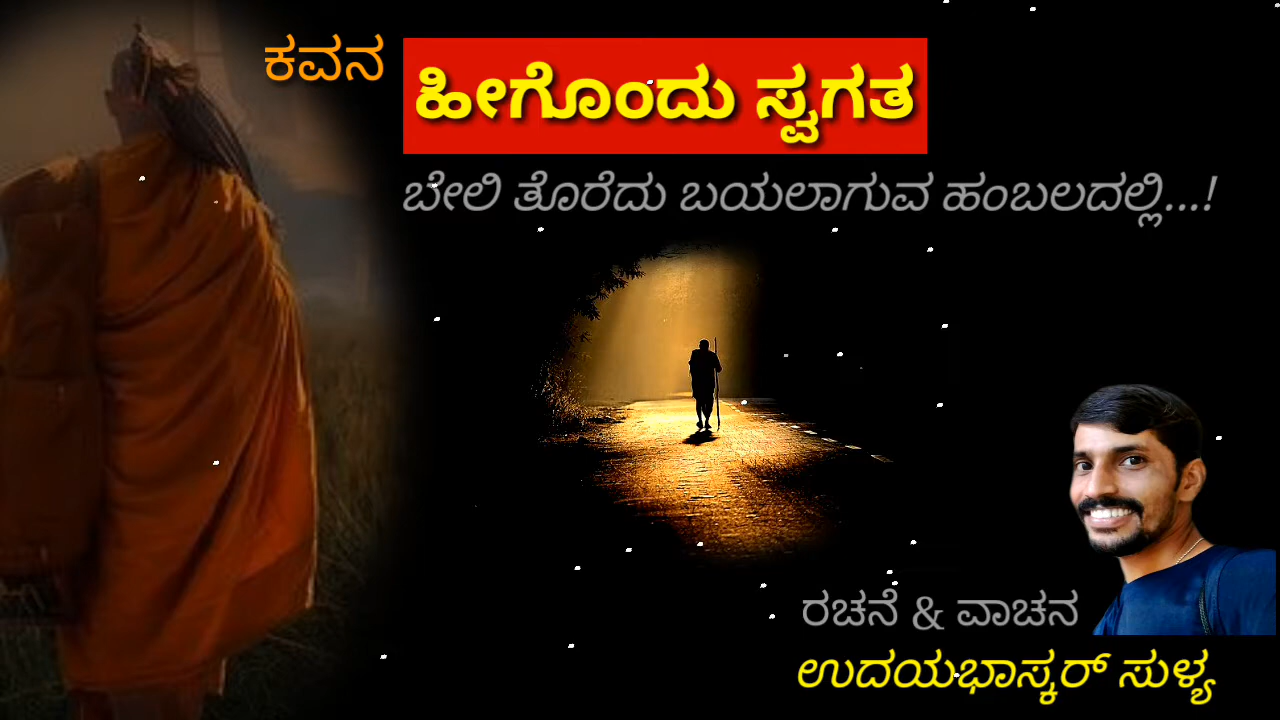 ಕವನ
ಹೀಗೊಂದು ಸ್ವಗತ
ಬೇಲಿ ತೊರೆದು ಬಯಲಾಗುವ ಹಂಬಲದಲ್ಲಿ...!
ರಚನೆ & ವಾಚನ
ಉದಯಭಾಸ್ಕರ್ ಸುಳ್ಯ